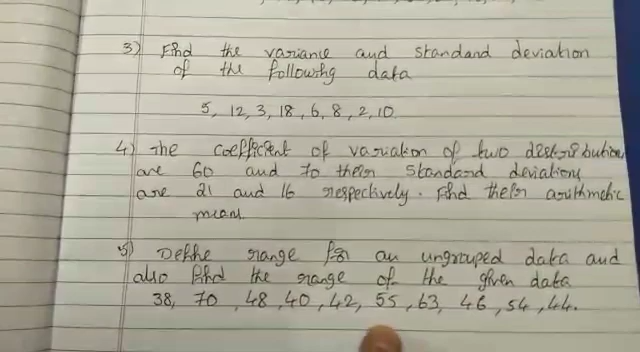 3) Find the variance and standard deviation
of the following data
5, 12, 3, 18, 6, 8, 2, 10
4) The coefficient of variation of two distribution
are 60 and 70 their standard deviations
are 21 and 16 respectively. Find their arithmetic
mean.
5) Define range for an ungrouped data and
also find the range of the given data
38, 70, 48, 40, 42, 55, 63, 46, 54, 44.